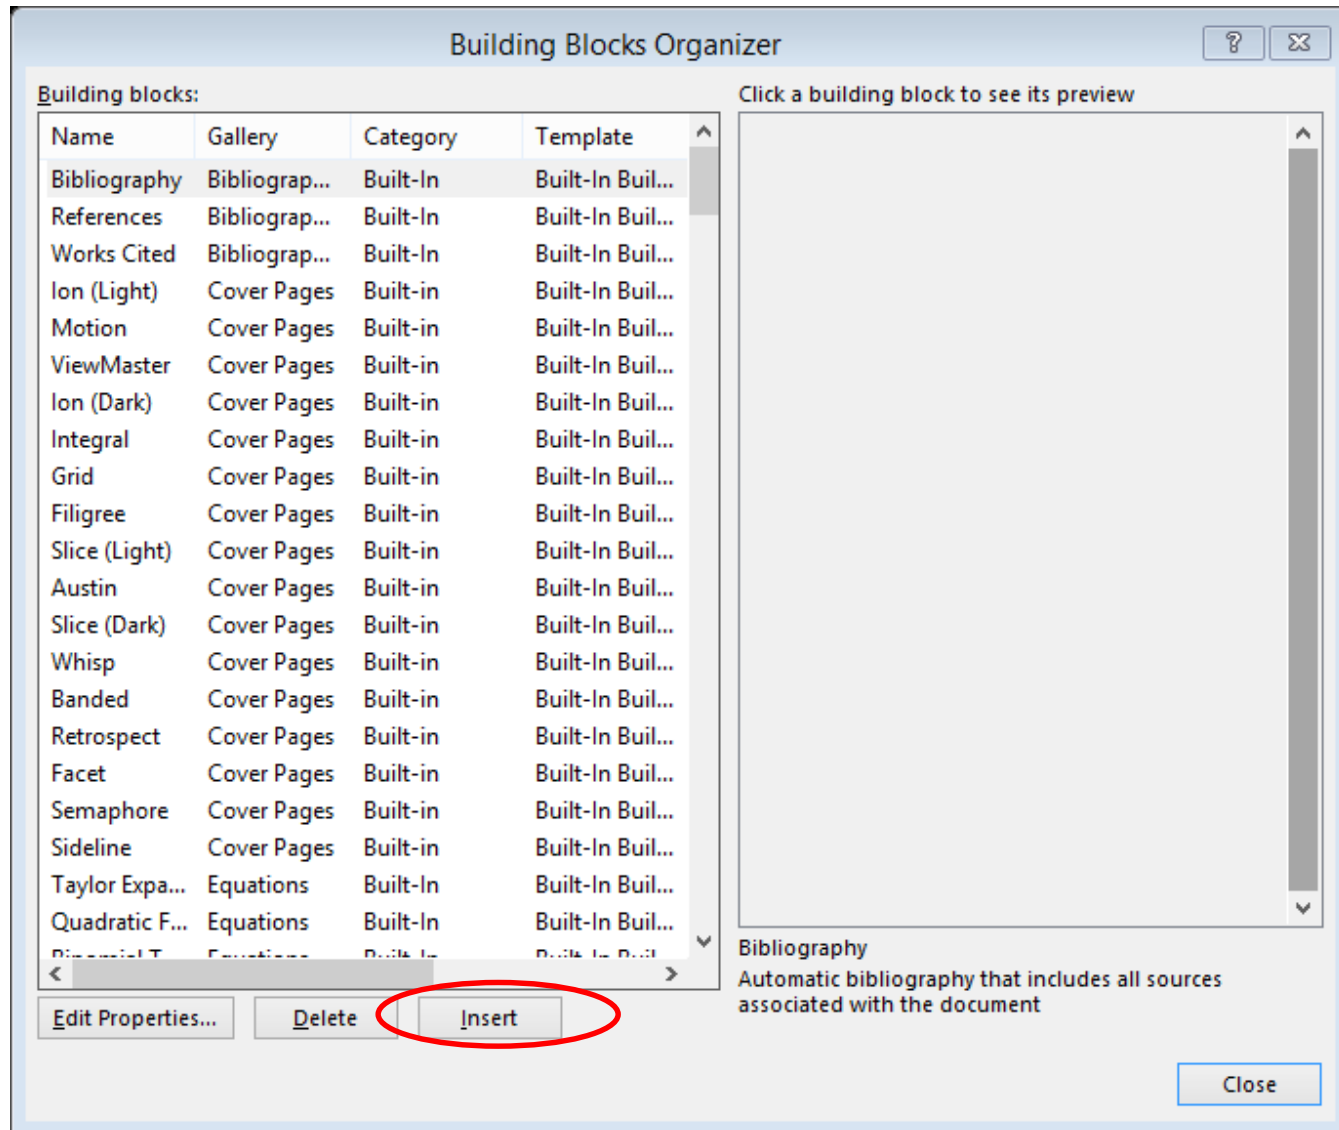 Building Blocks Organizer
Building blocks:
Click a building block to see its preview
Name Gallery Category Template
Bibliography Bibliograp... Built-In Built-In Buil...
References Bibliograp... Built-In Built-In Buil...
Works Cited Bibliograp... Built-In Built-In Buil...
Ion (Light) Cover Pages Built-in Built-In Buil...
Motion Cover Pages Built-in Built-In Buil...
ViewMaster Cover Pages Built-in Built-In Buil...
Ion (Dark) Cover Pages Built-in Built-In Buil...
Integral Cover Pages Built-in Built-In Buil...
Grid Cover Pages Built-in Built-In Buil...
Filigree Cover Pages Built-in Built-In Buil...
Slice (Light) Cover Pages Built-in Built-In Buil...
Austin Cover Pages Built-in Built-In Buil...
Slice (Dark) Cover Pages Built-in Built-In Buil...
Whisp Cover Pages Built-in Built-In Buil...
Banded Cover Pages Built-in Built-In Buil...
Retrospect Cover Pages Built-in Built-In Buil...
Facet Cover Pages Built-in Built-In Buil...
Semaphore Cover Pages Built-in Built-In Buil...
Sideline Cover Pages Built-in Built-In Buil...
Taylor Expa... Equations Built-In Built-In Buil...
Quadratic F... Equations Built-In Built-In Buil...
Bibliography
Automatic bibliography that includes all sources
associated with the document
Edit Properties... Delete Insert
Close